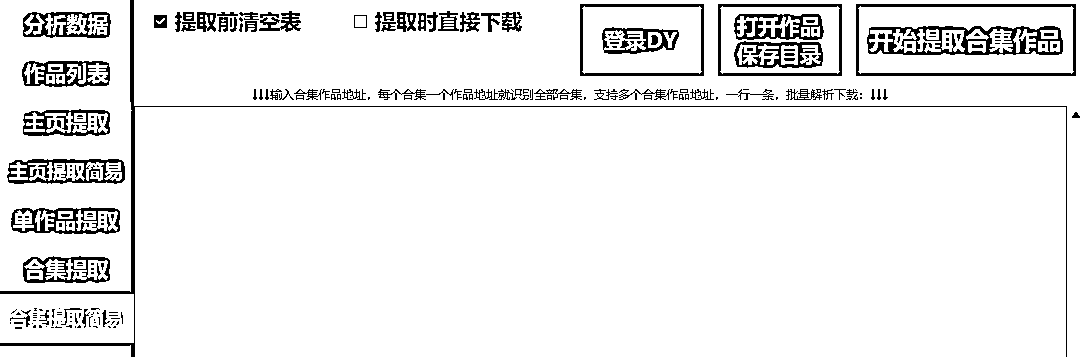 分析数据
作品列表
主页提取
主页提取简易
单作品提取
合集提取
合集提取简易
提取前清空表
提取时直接下载
登录DY
打开作品
保存目录
开始提取合集作品
↓↓↓输入合集作品地址，每个合集一个作品地址就识别全部合集，支持多个合集作品地址，一行一条，批量解析下载：↓↓↓